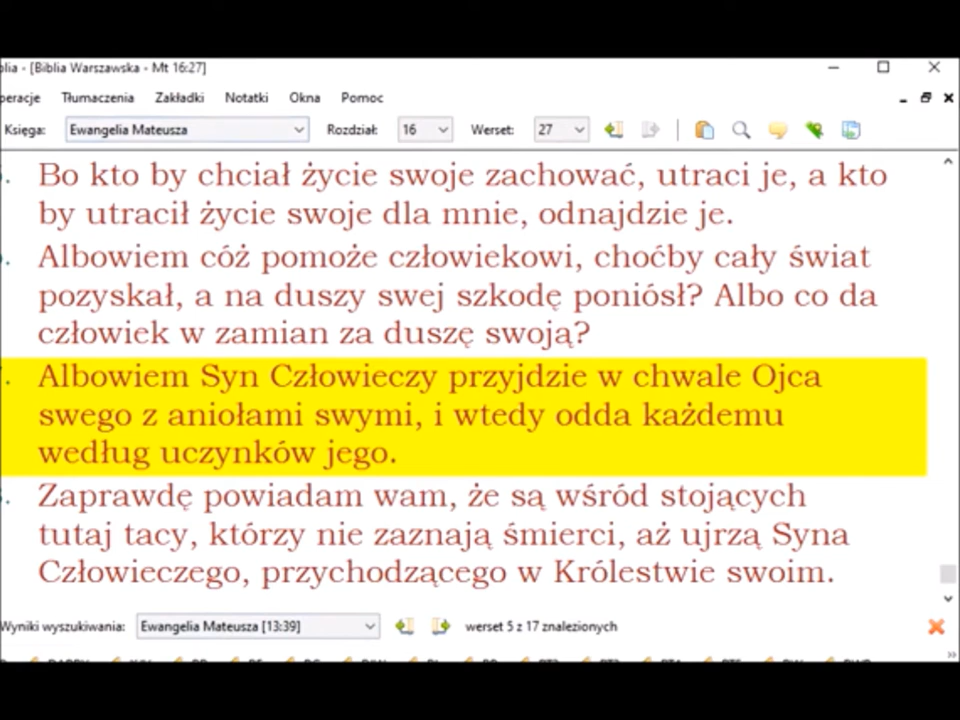 blia - [Biblia Warszawska - Mt 16:27]
peracje Tłumaczenia Zakładki Notatki Okna Pomoc
Księga: Ewangelia Mateusza Rozdział: 16 Werset: 27
Bo kto by chciał życie swoje zachować, utraci je, a kto
by utracił życie swoje dla mnie, odnajdzie je.
Albowiem cóż pomoże człowiekowi, choćby cały świat
pozyskał, a na duszy swej szkodę poniósł? Albo co da
człowiek w zamian za duszę swoją?
Albowiem Syn Człowieczy przyjdzie w chwale Ojca
swego z aniołami swymi, i wtedy odda każdemu
według uczynków jego.
Zaprawdę powiadam wam, że są wśród stojących
tutaj tacy, którzy nie zaznają śmierci, aż ujrzą Syna
Człowieczego, przychodzącego w Królestwie swoim.
Wyniki wyszukiwania: Ewangelia Mateusza [13:39] werset 5 z 17 znalezionych